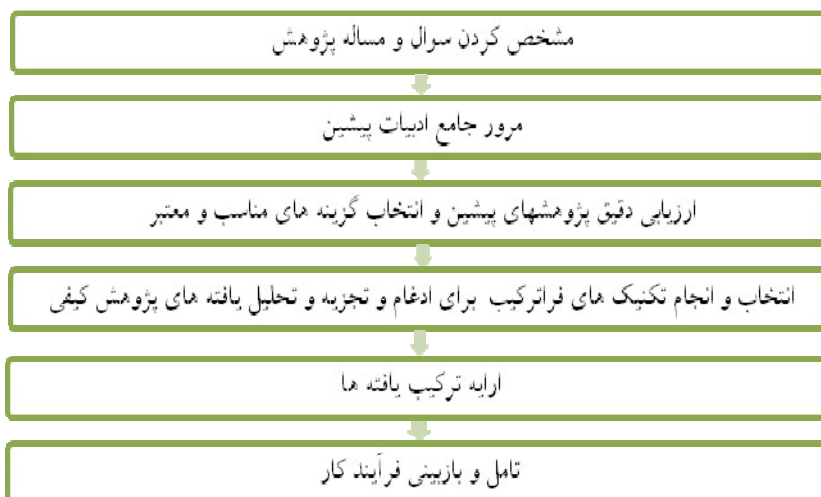 مشخص کردن سوال و مساله پژوهش
مرور جامع ادبیات پیشین
ارزیابی دقیق پژوهشهای پیشین و انتخاب گزینه های مناسب و معتبر
انتخاب و انجام تکنیک های فراترکیب برای ادغام و تجزیه و تحلیل یافته های پژوهش کیفی
ارایه ترکیب یافته ها
تامل و بازبینی فرآیند کار